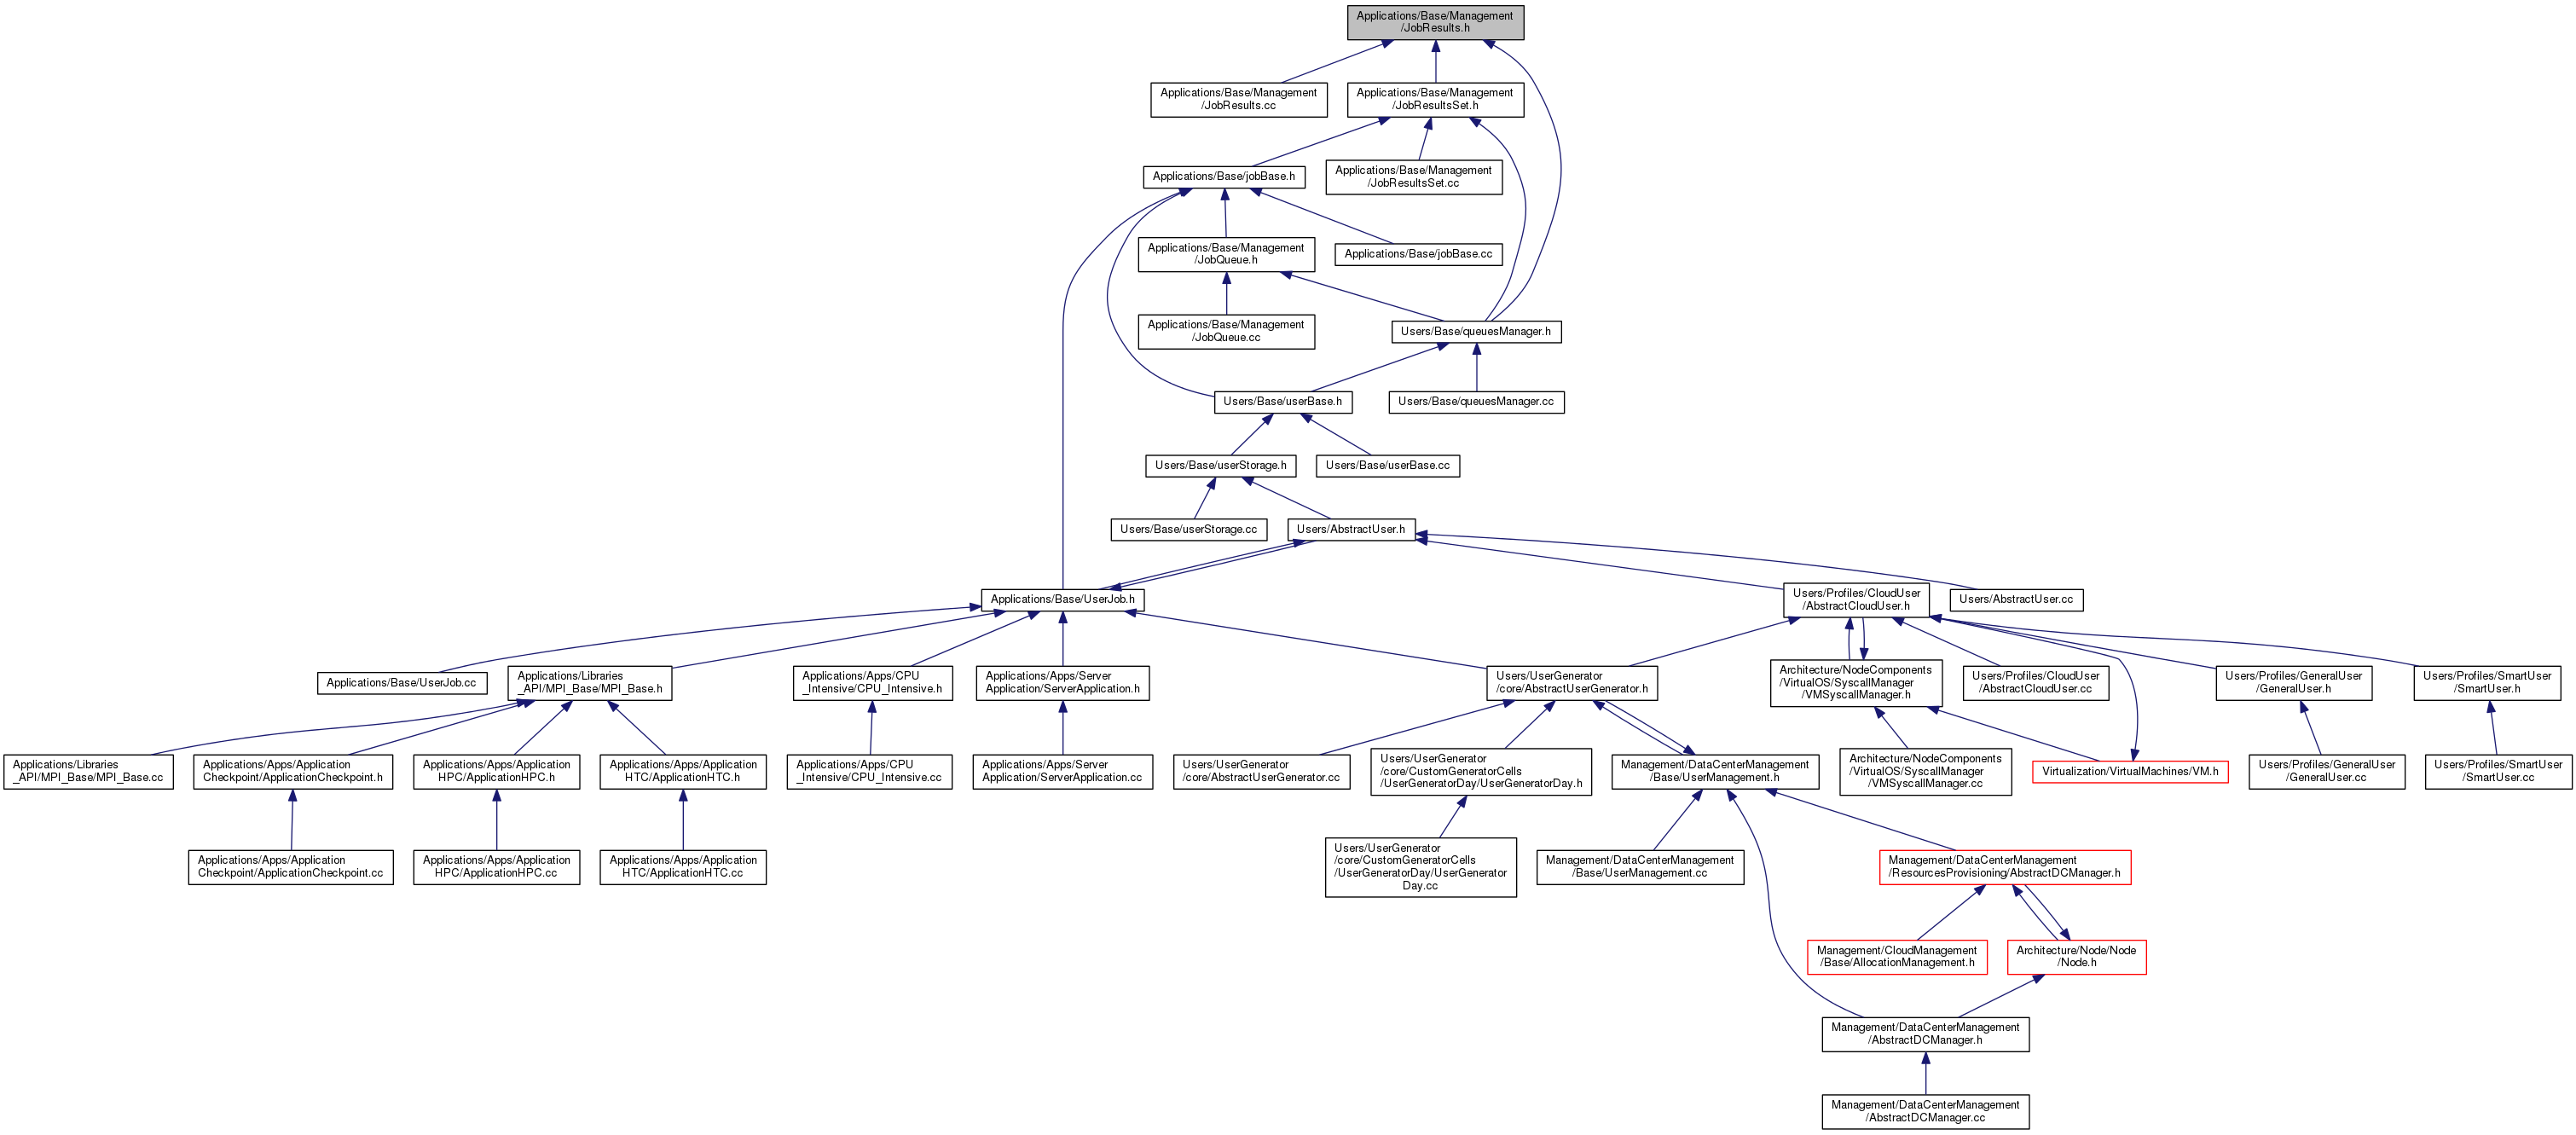 Applications/Base/Management
/JobResults.h
Applications/Base/Management
/JobResults.cc
Applications/Base/Management
/JobResultsSet.h
Applications/Base/jobBase.h
Applications/Base/Management
/JobResultsSet.cc
Applications/Base/Management
/JobQueue.h
Applications/Base/jobBase.cc
Applications/Base/Management
/JobQueue.cc
Users/Base/queuesManager.h
Users/Base/userBase.h
Users/Base/queuesManager.cc
Users/Base/userStorage.h
Users/Base/userBase.cc
Users/Base/userStorage.cc
Users/AbstractUser.h
Applications/Base/UserJob.h
Users/Profiles/CloudUser
/AbstractCloudUser.h
Users/AbstractUser.cc
Applications/Base/UserJob.cc
Applications/Libraries
_API/MPI_Base/MPI_Base.h
Applications/Apps/CPU
_Intensive/CPU_Intensive.h
Applications/Apps/Server
Application/ServerApplication.h
Users/UserGenerator
/core/AbstractUserGenerator.h
Architecture/NodeComponents
/VirtualOS/SyscallManager
/VMSyscallManager.h
Users/Profiles/CloudUser
/AbstractCloudUser.cc
Users/Profiles/GeneralUser
/GeneralUser.h
Users/Profiles/SmartUser
/SmartUser.h
Applications/Libraries
_API/MPI_Base/MPI_Base.cc
Applications/Apps/Application
Checkpoint/ApplicationCheckpoint.h
Applications/Apps/Application
HPC/ApplicationHPC.h
Applications/Apps/Application
HTC/ApplicationHTC.h
Applications/Apps/CPU
_Intensive/CPU_Intensive.cc
Applications/Apps/Server
Application/ServerApplication.cc
Users/UserGenerator
/core/AbstractUserGenerator.cc
Users/UserGenerator
/core/CustomGeneratorCells
/UserGeneratorDay/UserGeneratorDay.h
Management/DataCenterManagement
/Base/UserManagement.h
Architecture/NodeComponents
/VirtualOS/SyscallManager
/VMSyscallManager.cc
Virtualization/VirtualMachines/VM.h
Users/Profiles/GeneralUser
/GeneralUser.cc
Users/Profiles/SmartUser
/SmartUser.cc
Applications/Apps/Application
Checkpoint/ApplicationCheckpoint.cc
Applications/Apps/Application
HPC/ApplicationHPC.cc
Applications/Apps/Application
HTC/ApplicationHTC.cc
Users/UserGenerator
/core/CustomGeneratorCells
/UserGeneratorDay/UserGenerator
Day.cc
Management/DataCenterManagement
/Base/UserManagement.cc
Management/DataCenterManagement
/ResourcesProvisioning/AbstractDCManager.h
Management/CloudManagement
/Base/AllocationManagement.h
Architecture/Node/Node
/Node.h
Management/DataCenterManagement
/AbstractDCManager.h
Management/DataCenterManagement
/AbstractDCManager.cc